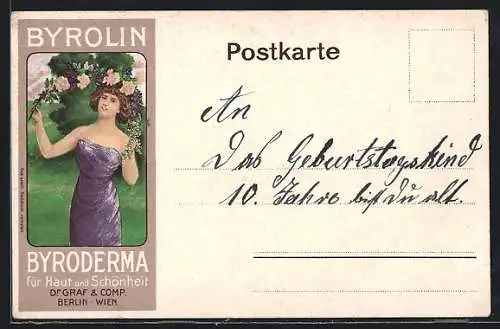 BYROLIN
BYRODERMA
für Haut und Schönheit
Dr. GRAF & COMP.
BERLIN - WIEN
Postkarte
An
Das Geburtstagskind
10. Jahre bist Du alt.